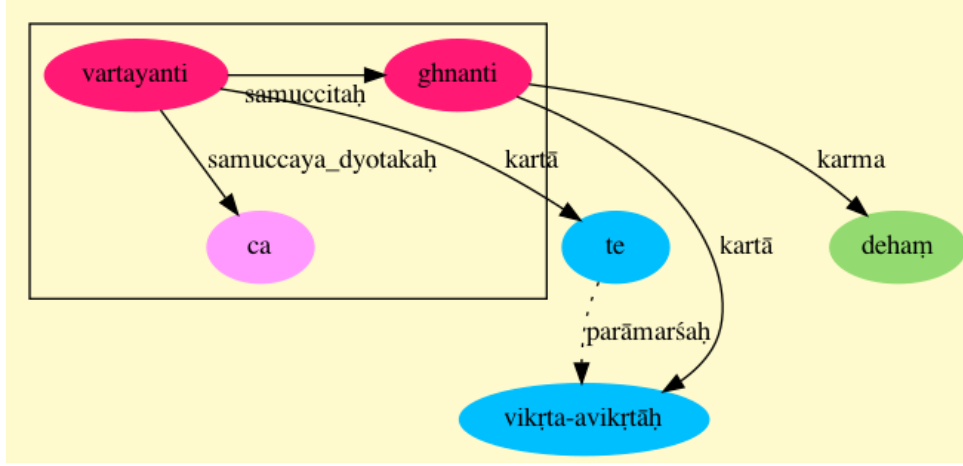 vartayanti
ghnanti
samuccitaḥ
samuccaya_dyotakaḥ
kartā
karma
ca
te
kartā
dehaṃ
parāmarśaḥ
vikṛta-avikṛtāḥ